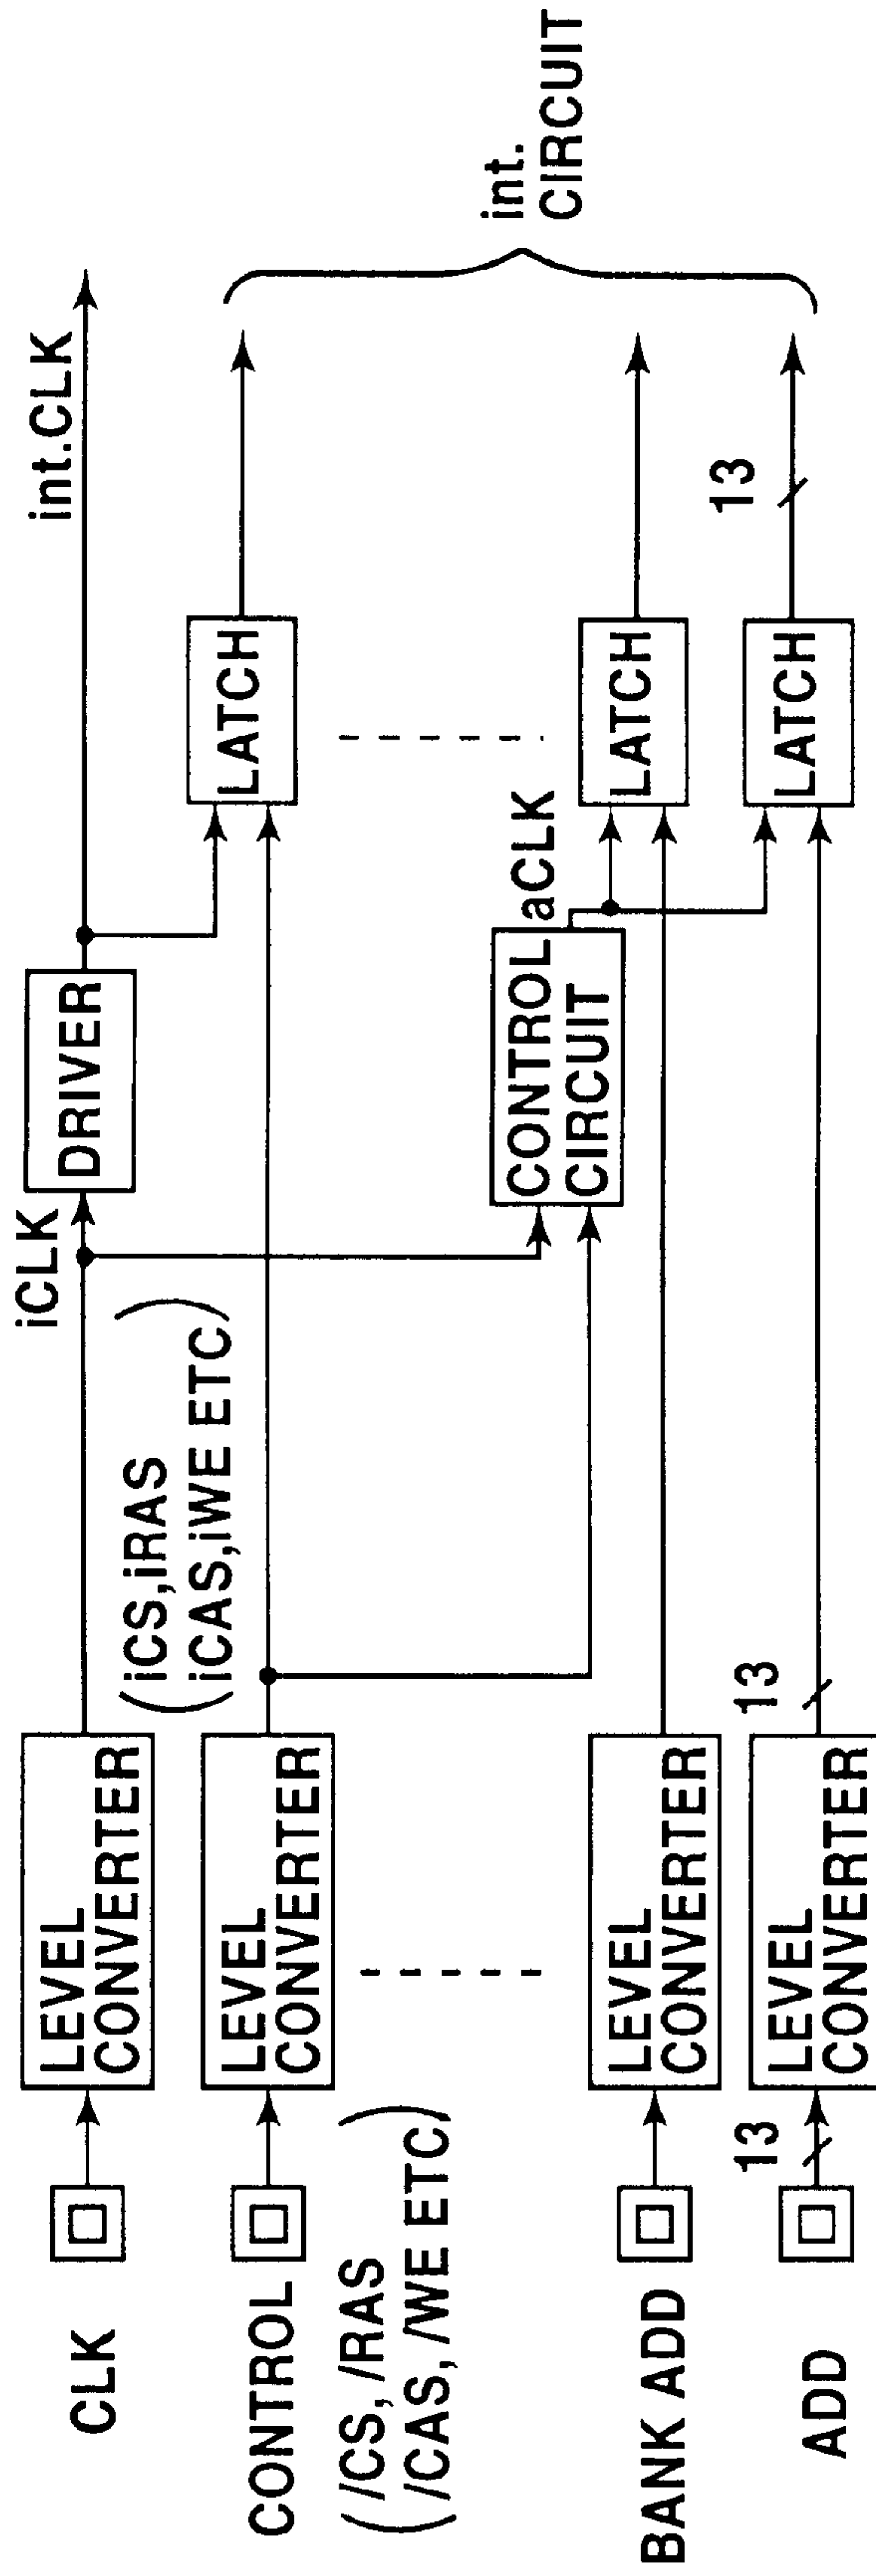 CLK
LEVEL
CONVERTER
iCLK
DRIVER
int.CLK
CONTROL
(/CS, /RAS
/CAS, /WE ETC)
LEVEL
CONVERTER
(iCS,iRAS
iCAS,iWE ETC)
LATCH
int.
CIRCUIT
CONTROL
CIRCUIT
aCLK
BANK ADD
LEVEL
CONVERTER
LATCH
ADD
13
LEVEL
CONVERTER
13
LATCH
13